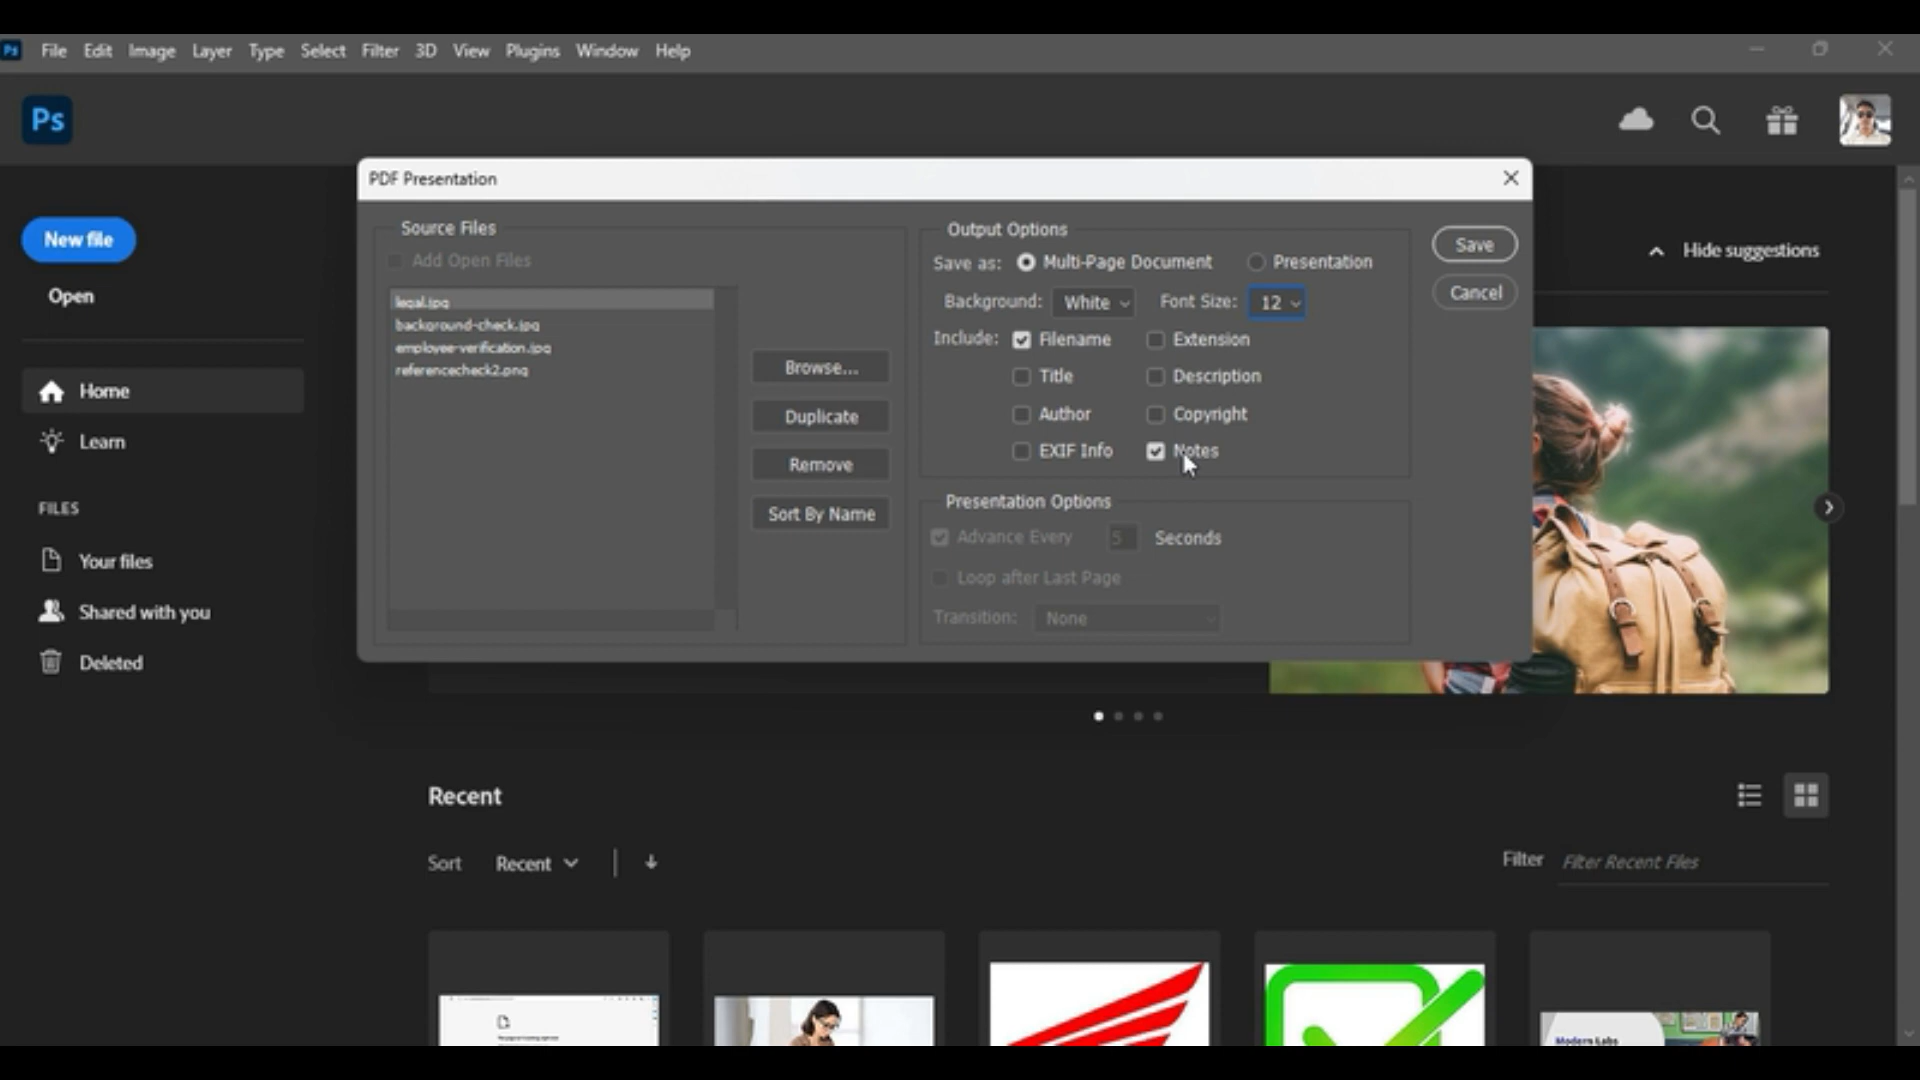 Ps File Edit Image Layer Type Select Filter 3D View Plugins Window Help
Ps
PDF Presentation
New file
Open
Home
Learn
FILES
Your files
Shared with you
Deleted
Source Files
Add Open Files
legal.jpg
background-check.jpg
employee-verification.jpg
referencecheck2.png
Browse...
Duplicate
Remove
Sort By Name
Output Options
Save as: Multi-Page Document Presentation
Background: White Font Size: 12
Include: Filename Extension
Title Description
Author Copyright
EXIF Info Notes
Presentation Options
Advance Every 5 Seconds
Loop after Last Page
Transition: None
Save
Cancel
Hide suggestions
Recent
Sort Recent
Filter Filter Recent Files
Modern Labs